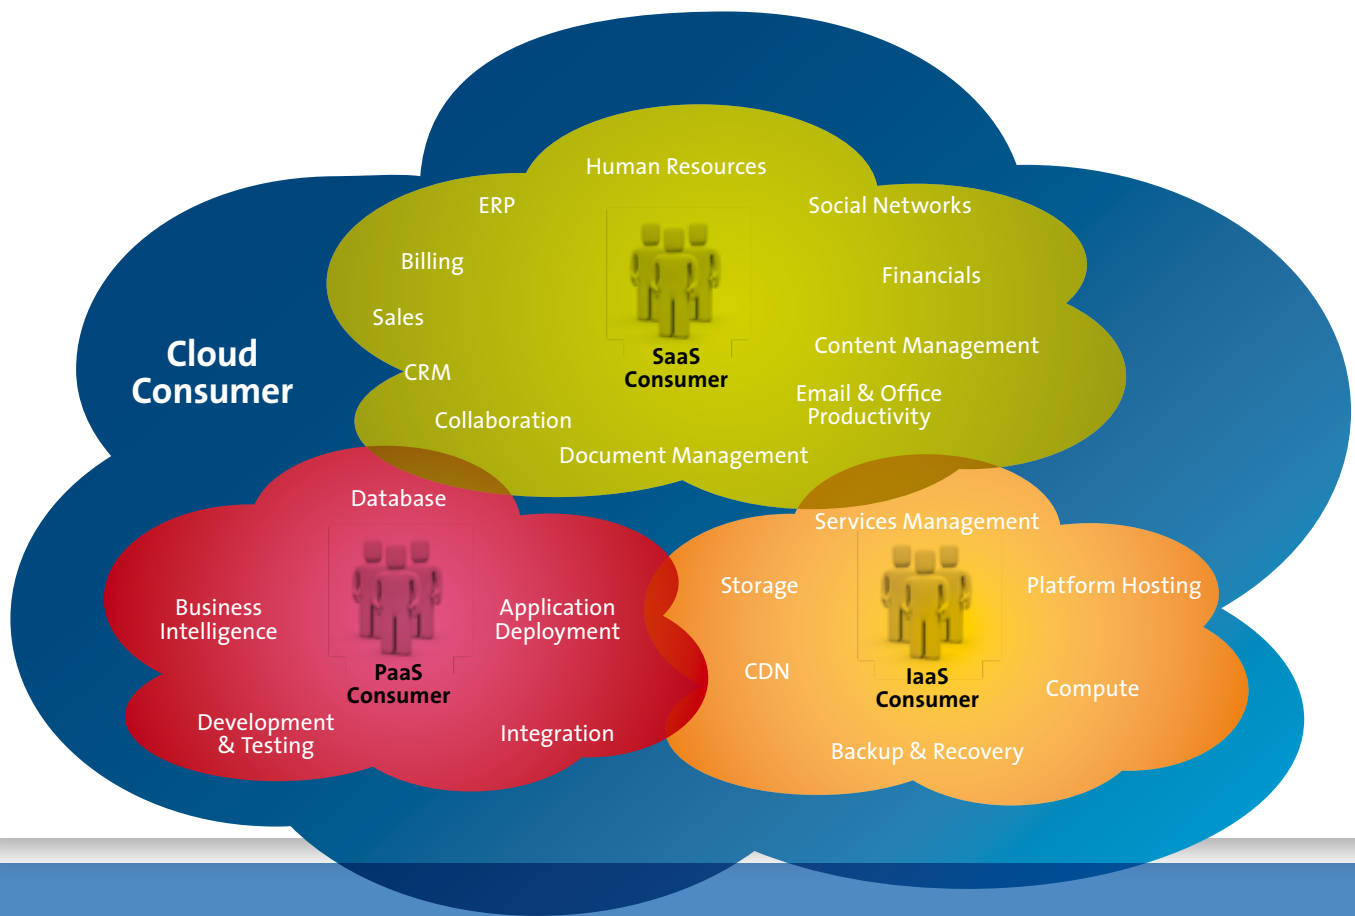 Human Resources
ERP
Social Networks
Billing
Financials
Sales
Cloud
Consumer
SaaS
Consumer
Content Management
CRM
Email & Office
Productivity
Collaboration
Document Management
Database
Services Management
Storage
Platform Hosting
Business
Intelligence
Application
Deployment
PaaS
Consumer
CDN
IaaS
Consumer
Compute
Development
& Testing
Integration
Backup & Recovery